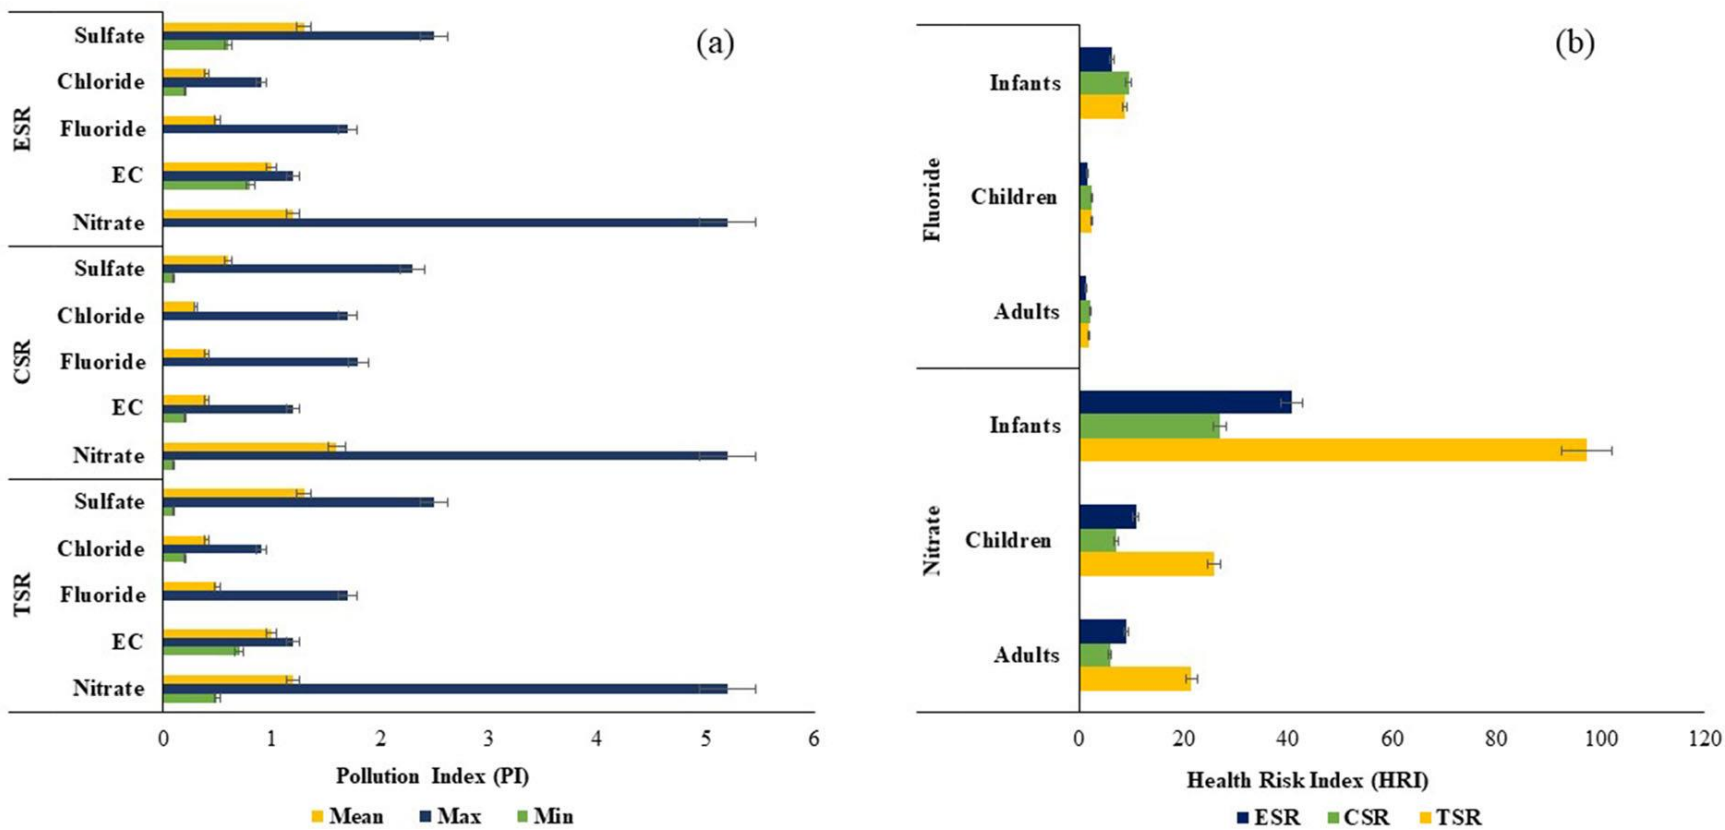 (a)
ESR
Sulfate
Chloride
Fluoride
EC
Nitrate
CSR
Sulfate
Chloride
Fluoride
EC
Nitrate
TSR
Sulfate
Chloride
Fluoride
EC
Nitrate
0 1 2 3 4 5 6
Pollution Index (PI)
Mean Max Min
(b)
Fluoride
Infants
Children
Adults
Nitrate
Infants
Children
Adults
0 20 40 60 80 100 120
Health Risk Index (HRI)
ESR CSR TSR